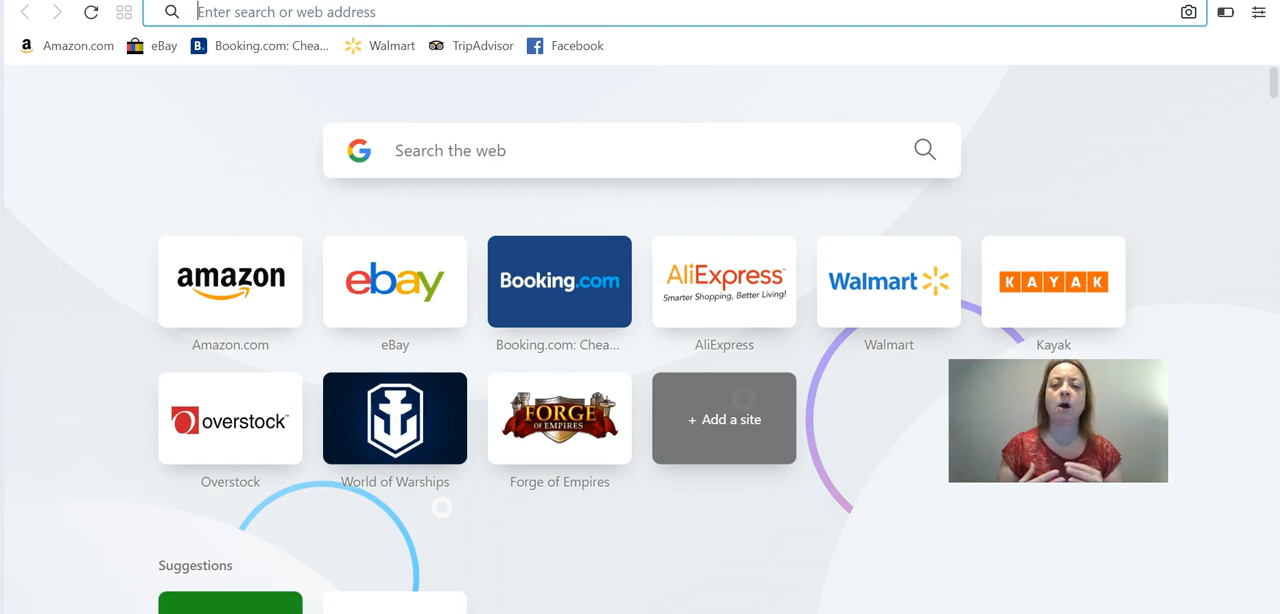 Enter search or web address
Amazon.com eBay Booking.com: Chea... Walmart TripAdvisor Facebook
Search the web
amazon ebay Booking.com AliExpress Walmart KAYAK
Smarter Shopping, Better Living!
Amazon.com eBay Booking.com: Chea... AliExpress Walmart Kayak
overstock FORGE OF EMPIRES + Add a site
Overstock World of Warships Forge of Empires
Suggestions